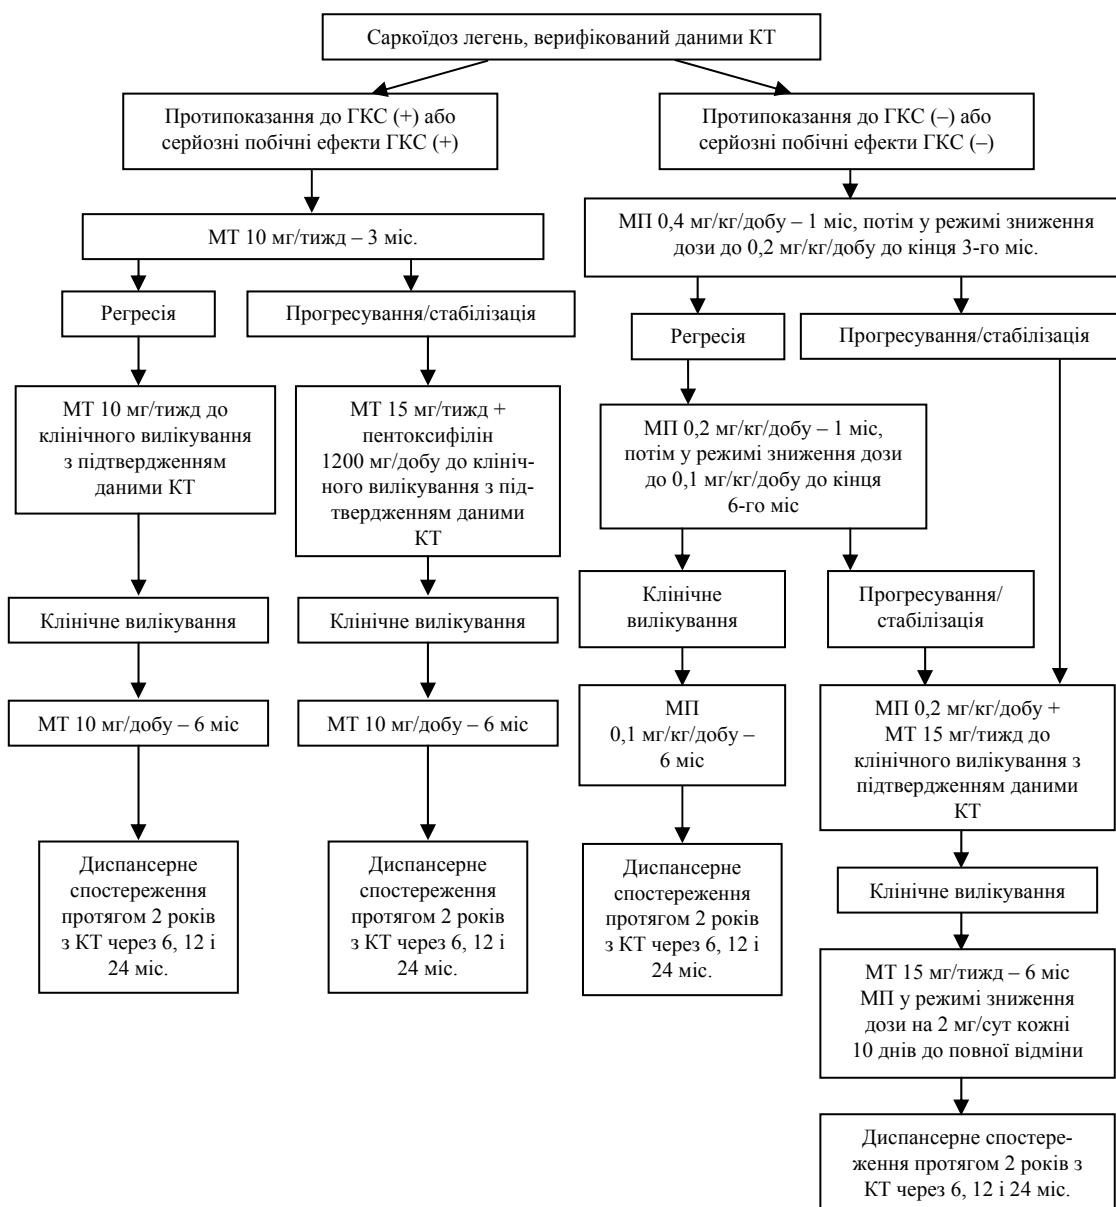 Саркоїдоз легень, верифікований даними КТ
Протипоказання до ГКС (+) або
серйозні побічні ефекти ГКС (+)
Протипоказання до ГКС (–) або
серйозні побічні ефекти ГКС (–)
МТ 10 мг/тижд – 3 міс.
МП 0,4 мг/кг/добу – 1 міс, потім у режимі зниження
дози до 0,2 мг/кг/добу до кінця 3-го міс.
Регресія
Прогресування/стабілізація
Регресія
Прогресування/стабілізація
МТ 10 мг/тижд до
клінічного вилікування
з підтвердженням
даними КТ
МТ 15 мг/тижд +
пентоксифілін
1200 мг/добу до клініч-
ного вилікування з під-
твердженням даними
КТ
МП 0,2 мг/кг/добу – 1 міс,
потім у режимі зниження дози
до 0,1 мг/кг/добу до кінця
6-го міс
Клінічне вилікування
Клінічне вилікування
Клінічне
вилікування
Прогресування/
стабілізація
МТ 10 мг/добу – 6 міс
МТ 10 мг/добу – 6 міс
МП
0,1 мг/кг/добу –
6 міс
МП 0,2 мг/кг/добу +
МТ 15 мг/тижд до
клінічного вилікування з
підтвердженням даними
КТ
Диспансерне
спостереження
протягом 2 років
з КТ через 6, 12 і
24 міс.
Диспансерне
спостереження
протягом 2 років
з КТ через 6, 12 і
24 міс.
Диспансерне
спостереження
протягом 2 років
з КТ через 6, 12 і
24 міс.
Клінічне вилікування
МТ 15 мг/тижд – 6 міс
МП у режимі зниження
дози на 2 мг/сут кожні
10 днів до повної відміни
Диспансерне спостере-
ження протягом 2 років з
КТ через 6, 12 і 24 міс.